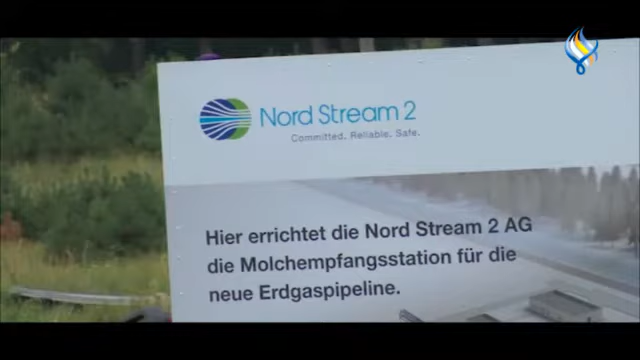 Nord Stream 2
Committed. Reliable. Safe.
Hier errichtet die Nord Stream 2 AG
die Molchempfangsstation für die
neue Erdgaspipeline.